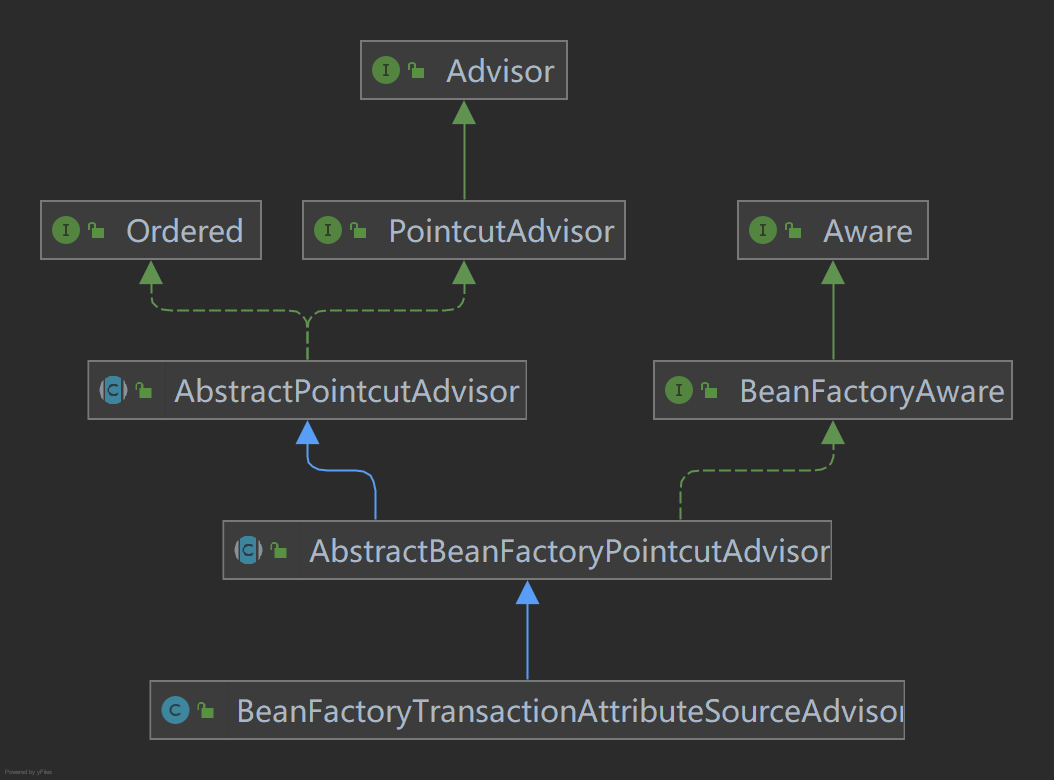 Advisor
Ordered
PointcutAdvisor
Aware
AbstractPointcutAdvisor
BeanFactoryAware
AbstractBeanFactoryPointcutAdvisor
BeanFactoryTransactionAttributeSourceAdvisor
Powered by yFiles